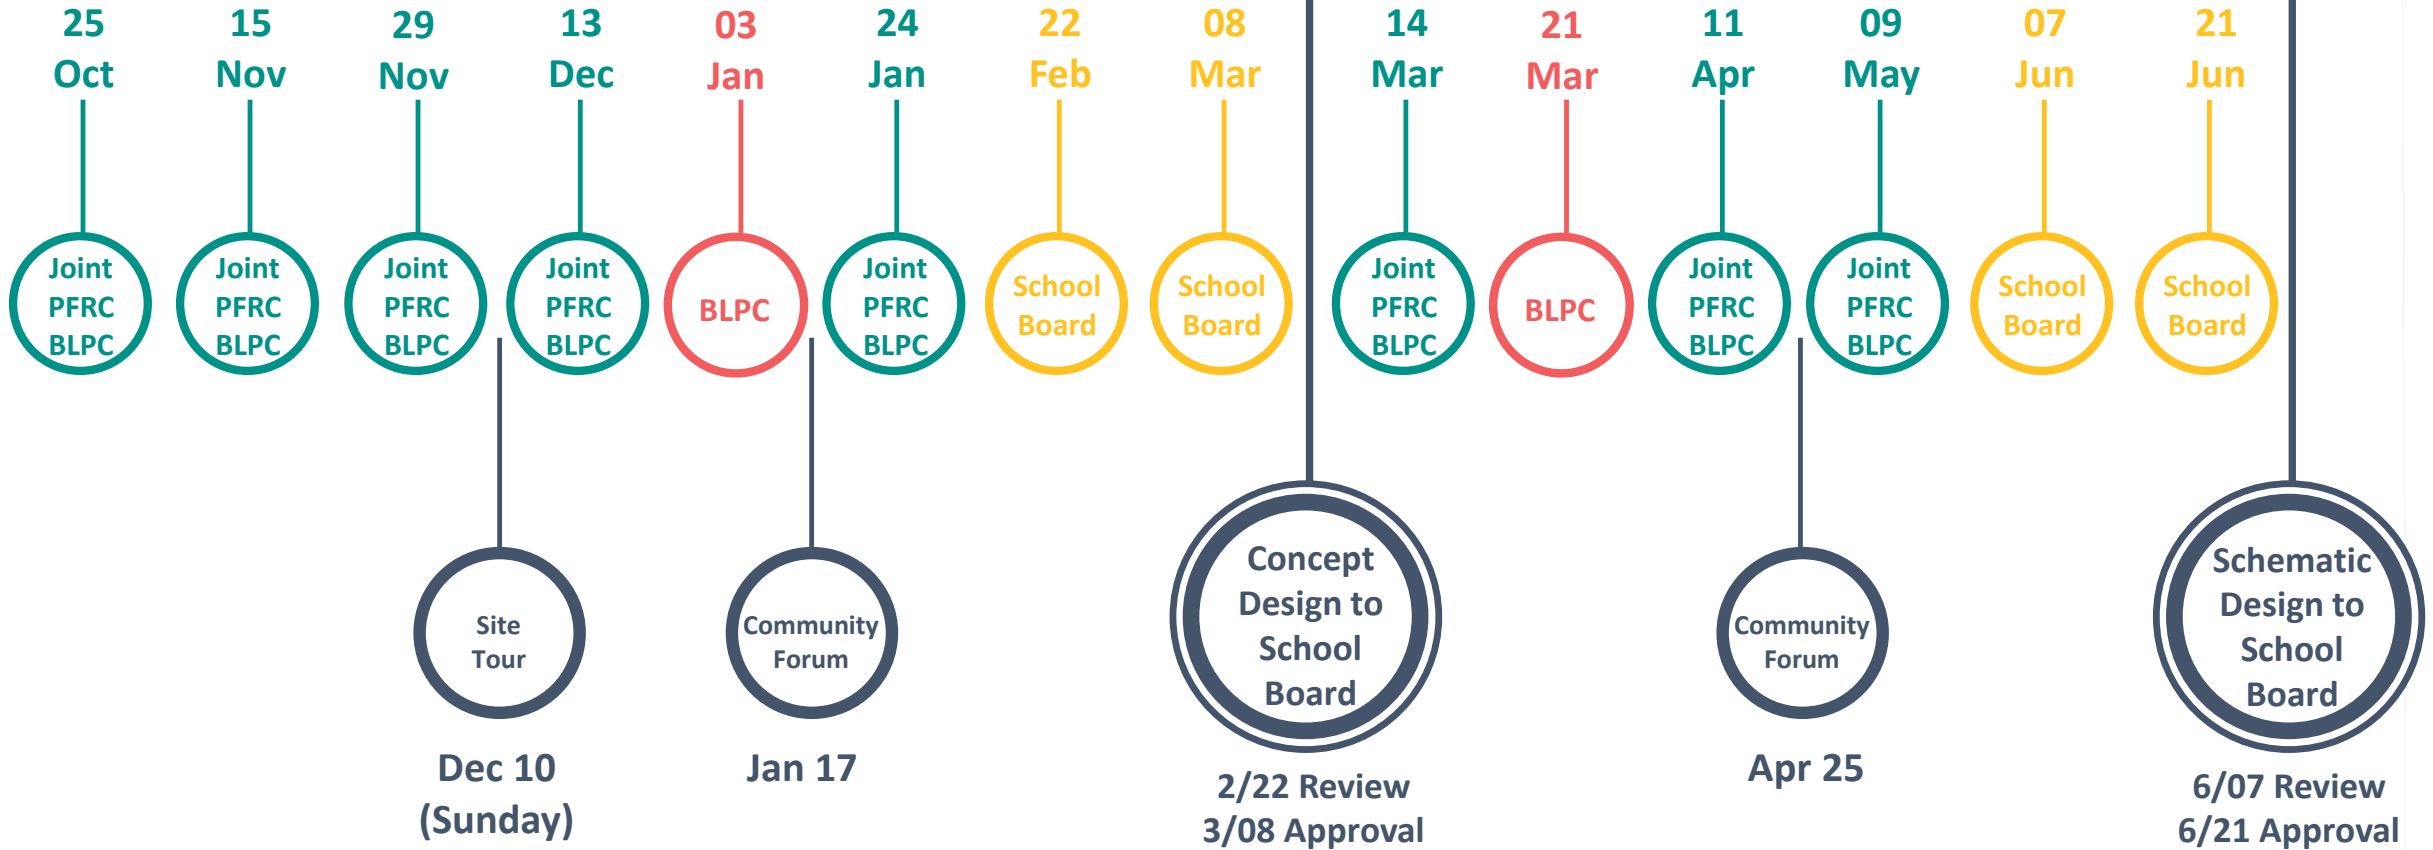 25
Oct
15
Nov
29
Nov
13
Dec
03
Jan
24
Jan
22
Feb
08
Mar
14
Mar
21
Mar
11
Apr
09
May
07
Jun
21
Jun
Joint
PFRC
BLPC
Joint
PFRC
BLPC
Joint
PFRC
BLPC
Joint
PFRC
BLPC
BLPC
Joint
PFRC
BLPC
School
Board
School
Board
Joint
PFRC
BLPC
BLPC
Joint
PFRC
BLPC
Joint
PFRC
BLPC
School
Board
School
Board
Site
Tour
Dec 10
(Sunday)
Community
Forum
Jan 17
Concept
Design to
School
Board
2/22 Review
3/08 Approval
Community
Forum
Apr 25
Schematic
Design to
School
Board
6/07 Review
6/21 Approval